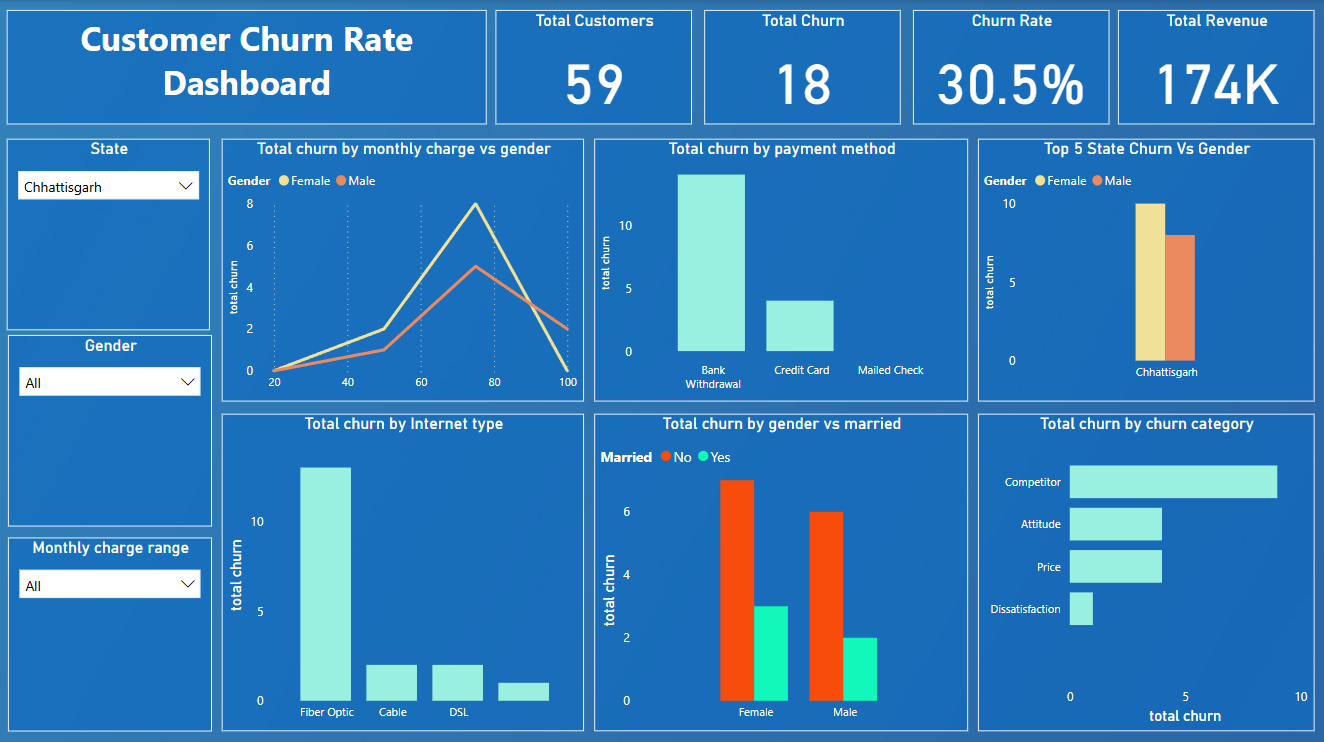 Customer Churn Rate
Dashboard
Total Customers
59
Total Churn
18
Churn Rate
30.5%
Total Revenue
174K
State
Chhattisgarh
Gender
All
Monthly charge range
All
Total churn by monthly charge vs gender
Gender Female Male
total churn
8
6
4
2
0
20 40 60 80 100
Total churn by payment method
total churn
10
5
0
Bank
Withdrawal
Credit Card
Mailed Check
Top 5 State Churn Vs Gender
Gender Female Male
total churn
10
5
0
Chhattisgarh
Total churn by Internet type
total churn
10
5
0
Fiber Optic Cable DSL
Total churn by gender vs married
Married No Yes
total churn
6
4
2
0
Female Male
Total churn by churn category
Competitor
Attitude
Price
Dissatisfaction
0 5 10
total churn